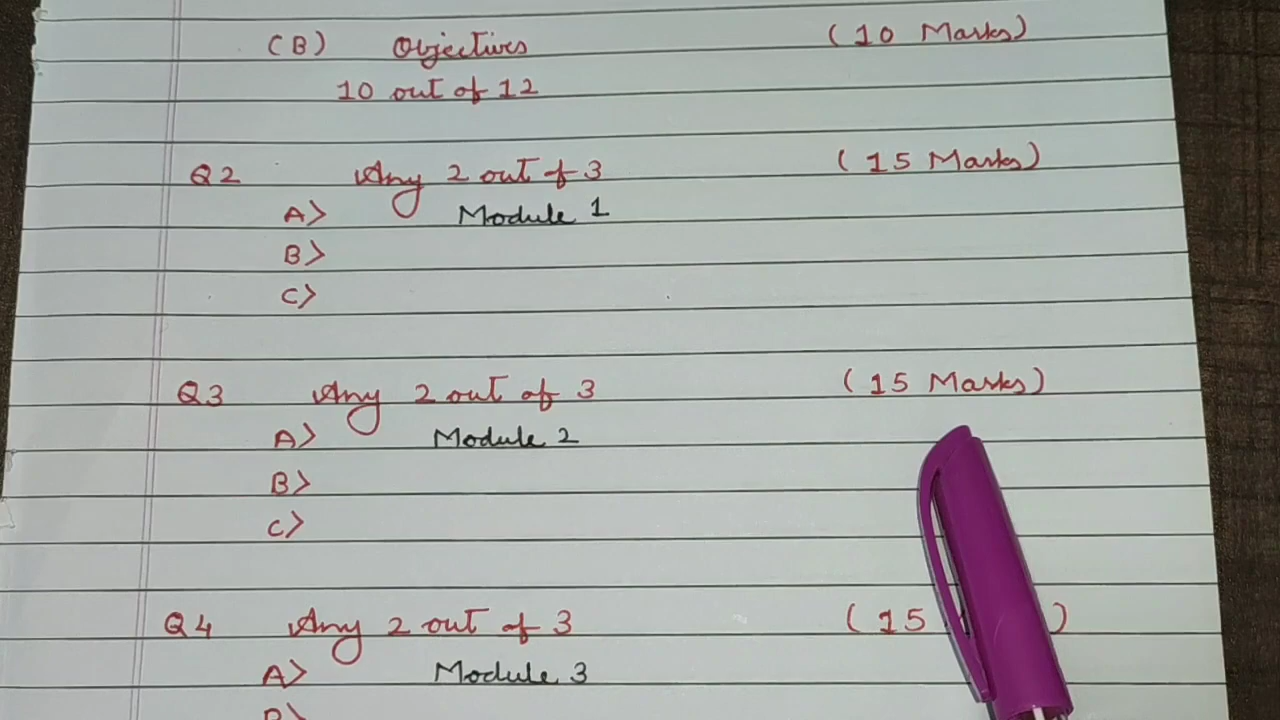 (B) Objectives (10 Marks)
10 out of 12
Q2 Any 2 out of 3 (15 Marks)
A> Module 1
B>
C>
Q3 Any 2 out of 3 (15 Marks)
A> Module 2
B>
C>
Q4 Any 2 out of 3 (15 )
A> Module 3
B>